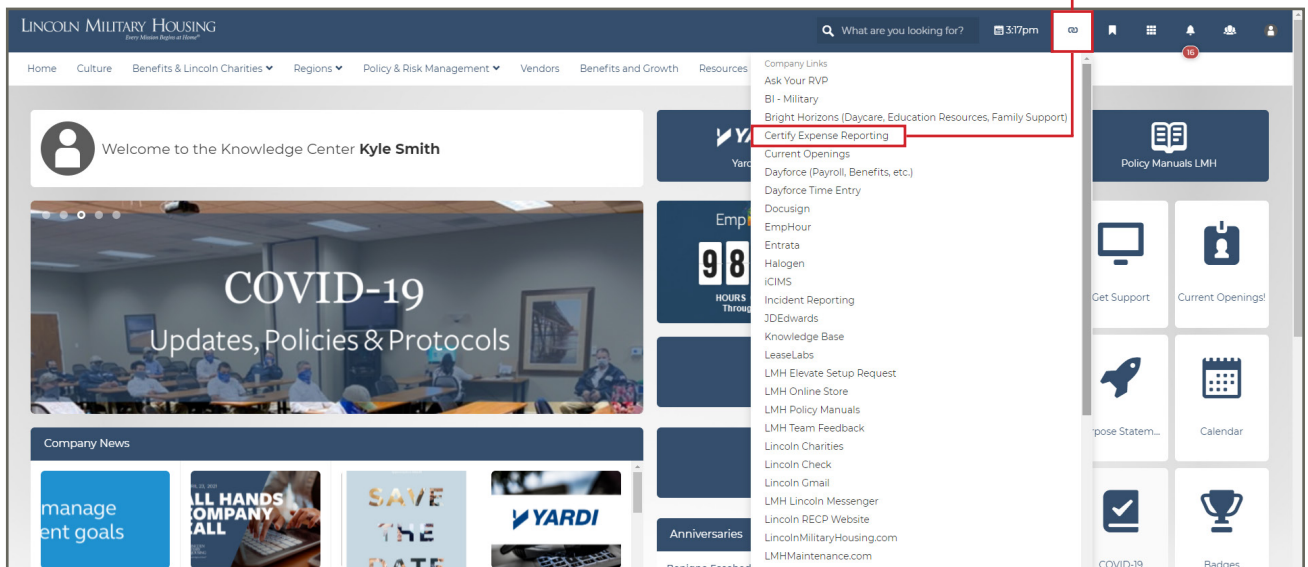 LINCOLN MILITARY HOUSING
Every Mission Begins at Home®
What are you looking for?
3:17pm
16
Home Culture Benefits & Lincoln Charities Regions Policy & Risk Management Vendors Benefits and Growth Resources
Company Links
Ask Your RVP
BI - Military
Bright Horizons (Daycare, Education Resources, Family Support)
Certify Expense Reporting
Current Openings
Dayforce (Payroll, Benefits, etc.)
Dayforce Time Entry
Docusign
EmpHour
Entrata
Halogen
iCIMS
Incident Reporting
JDEdwards
Knowledge Base
LeaseLabs
LMH Elevate Setup Request
LMH Online Store
LMH Policy Manuals
LMH Team Feedback
Lincoln Charities
Lincoln Check
Lincoln Gmail
LMH Lincoln Messenger
Lincoln RECP Website
LincolnMilitaryHousing.com
LMHMaintenance.com
Welcome to the Knowledge Center Kyle Smith
COVID-19
Updates, Policies & Protocols
Company News
manage
ent goals
ALL HANDS
COMPANY
CALL
SAVE
THE
DATE
YARDI
Emp
98
HOURS
Anniversaries
Policy Manuals LMH
Get Support
Current Openings!
pose Statem...
Calendar
COVID-19
Badges